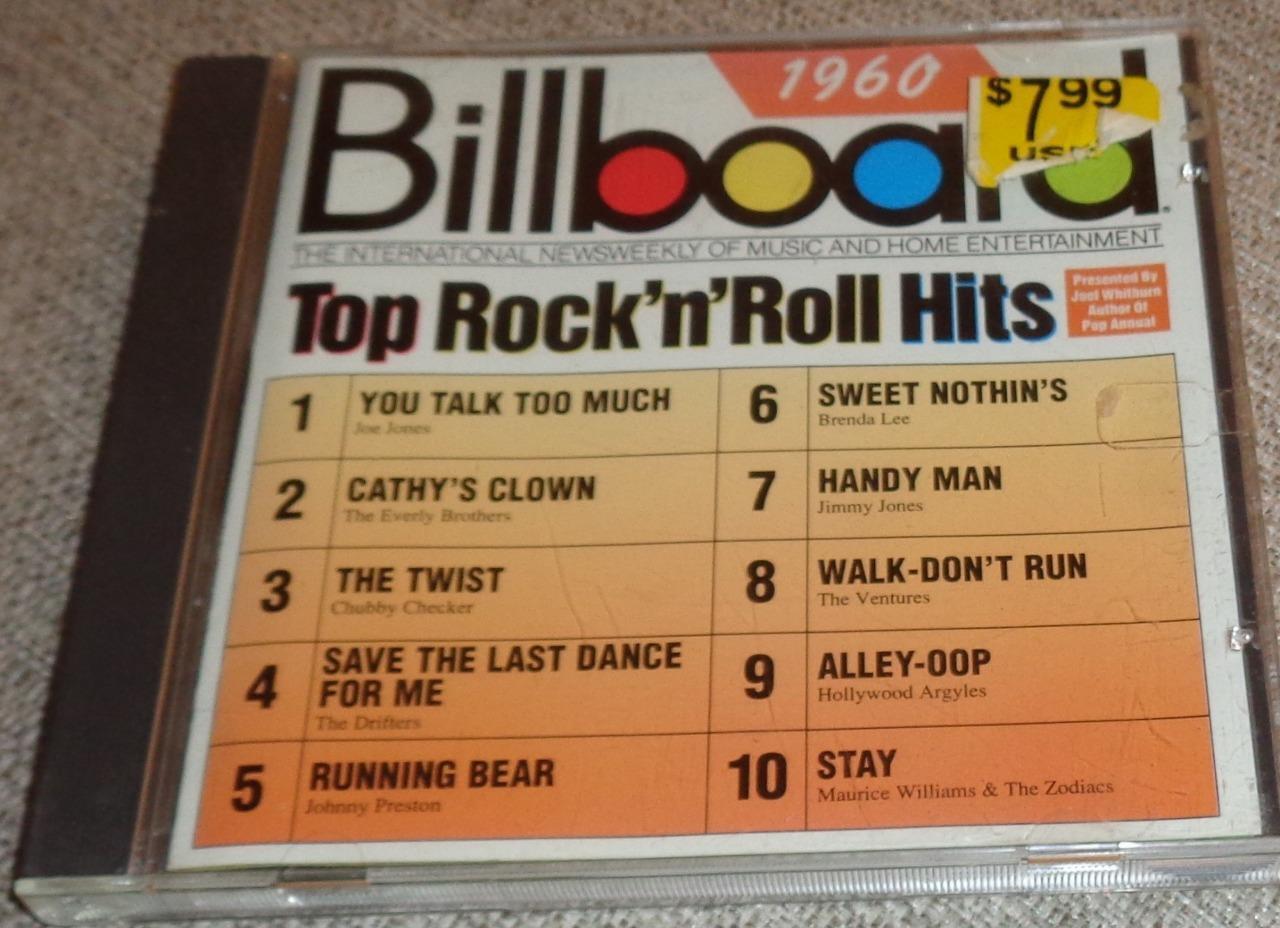 1960
Billboard
$7.99
THE INTERNATIONAL NEWSWEEKLY OF MUSIC AND HOME ENTERTAINMENT
Top Rock'n'Roll Hits
Presented By
Joel Whitburn
Author Of
Pop Annual
1 YOU TALK TOO MUCH
Joe Jones
2 CATHY'S CLOWN
The Everly Brothers
3 THE TWIST
Chubby Checker
4 SAVE THE LAST DANCE
FOR ME
The Drifters
5 RUNNING BEAR
Johnny Preston
6 SWEET NOTHIN'S
Brenda Lee
7 HANDY MAN
Jimmy Jones
8 WALK-DON'T RUN
The Ventures
9 ALLEY-OOP
Hollywood Argyles
10 STAY
Maurice Williams & The Zodiacs